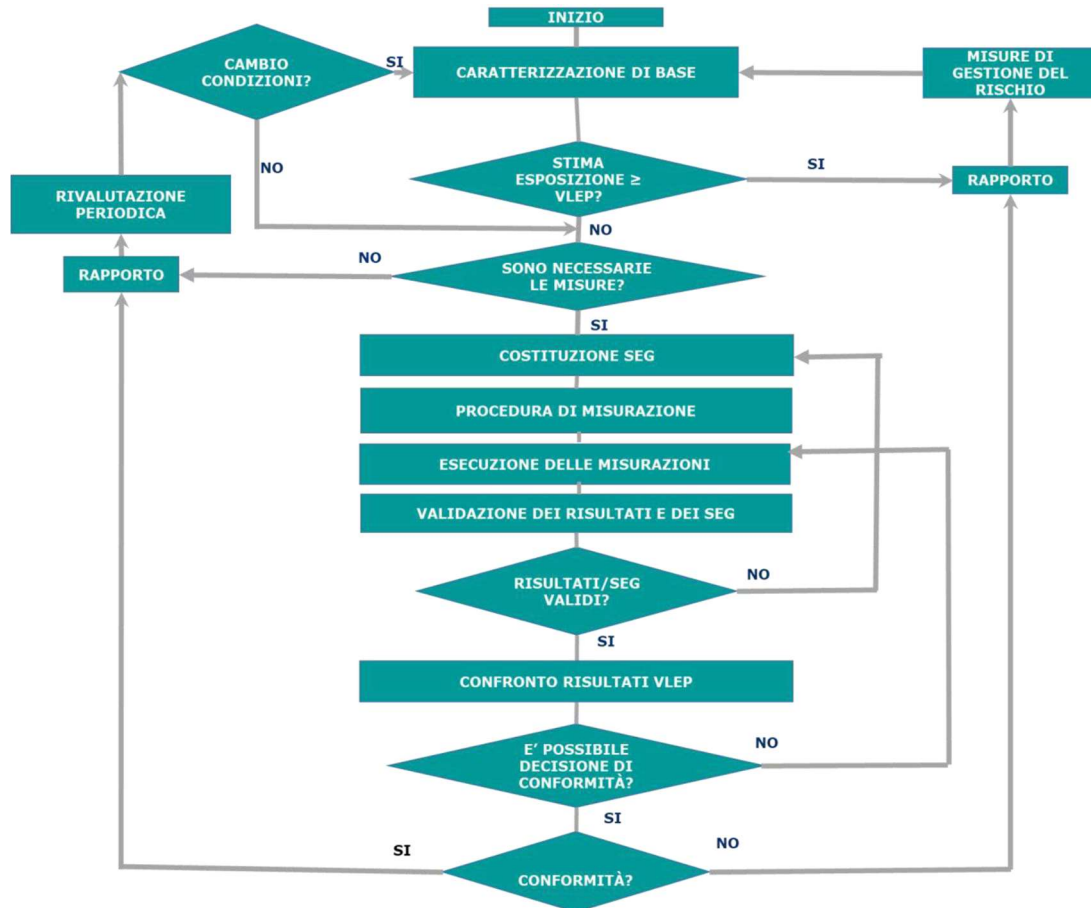 INIZIO
CAMBIO
CONDIZIONI?
SI
CARATTERIZZAZIONE DI BASE
MISURE DI
GESTIONE DEL
RISCHIO
NO
STIMA
ESPOSIZIONE ≥
VLEP?
SI
RAPPORTO
RIVALUTAZIONE
PERIODICA
NO
RAPPORTO
NO
SONO NECESSARIE
LE MISURE?
SI
COSTITUZIONE SEG
PROCEDURA DI MISURAZIONE
ESECUZIONE DELLE MISURAZIONI
VALIDAZIONE DEI RISULTATI E DEI SEG
RISULTATI/SEG
VALIDI?
NO
SI
CONFRONTO RISULTATI VLEP
E’ POSSIBILE
DECISIONE DI
CONFORMITÀ?
NO
SI
SI
NO
CONFORMITÀ?